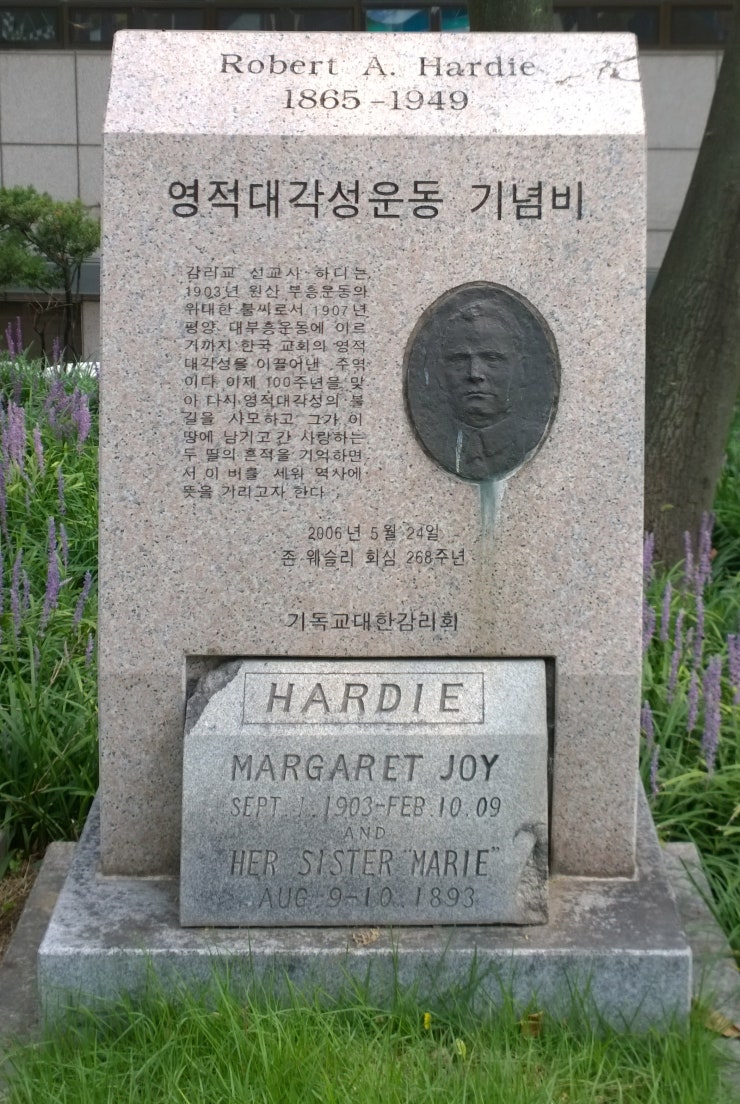 Robert A. Hardie
1865-1949
영적대각성운동 기념비
감리교 선교사 하디는
1903년 원산 부흥운동의
위대한 불씨로서 1907년
평양 대부흥운동에 이르
기까지 한국 교회의 영적
대각성을 이끌어낸 주역
이다 이제 100주년을 맞
아 다시 영적대각성의 불
길을 사모하고 그가 이
땅에 남기고 간 사랑하는
두 딸의 흔적을 기억하면
서 이 비를 세워 역사에
뜻을 기리고자 한다
2006년 5월 24일
존 웨슬리 회심 268주년
기독교대한감리회
HARDIE
MARGARET JOY
SEPT. 1. 1903-FEB. 10. 09
AND
HER SISTER "MARIE"
AUG. 9-10. 1893